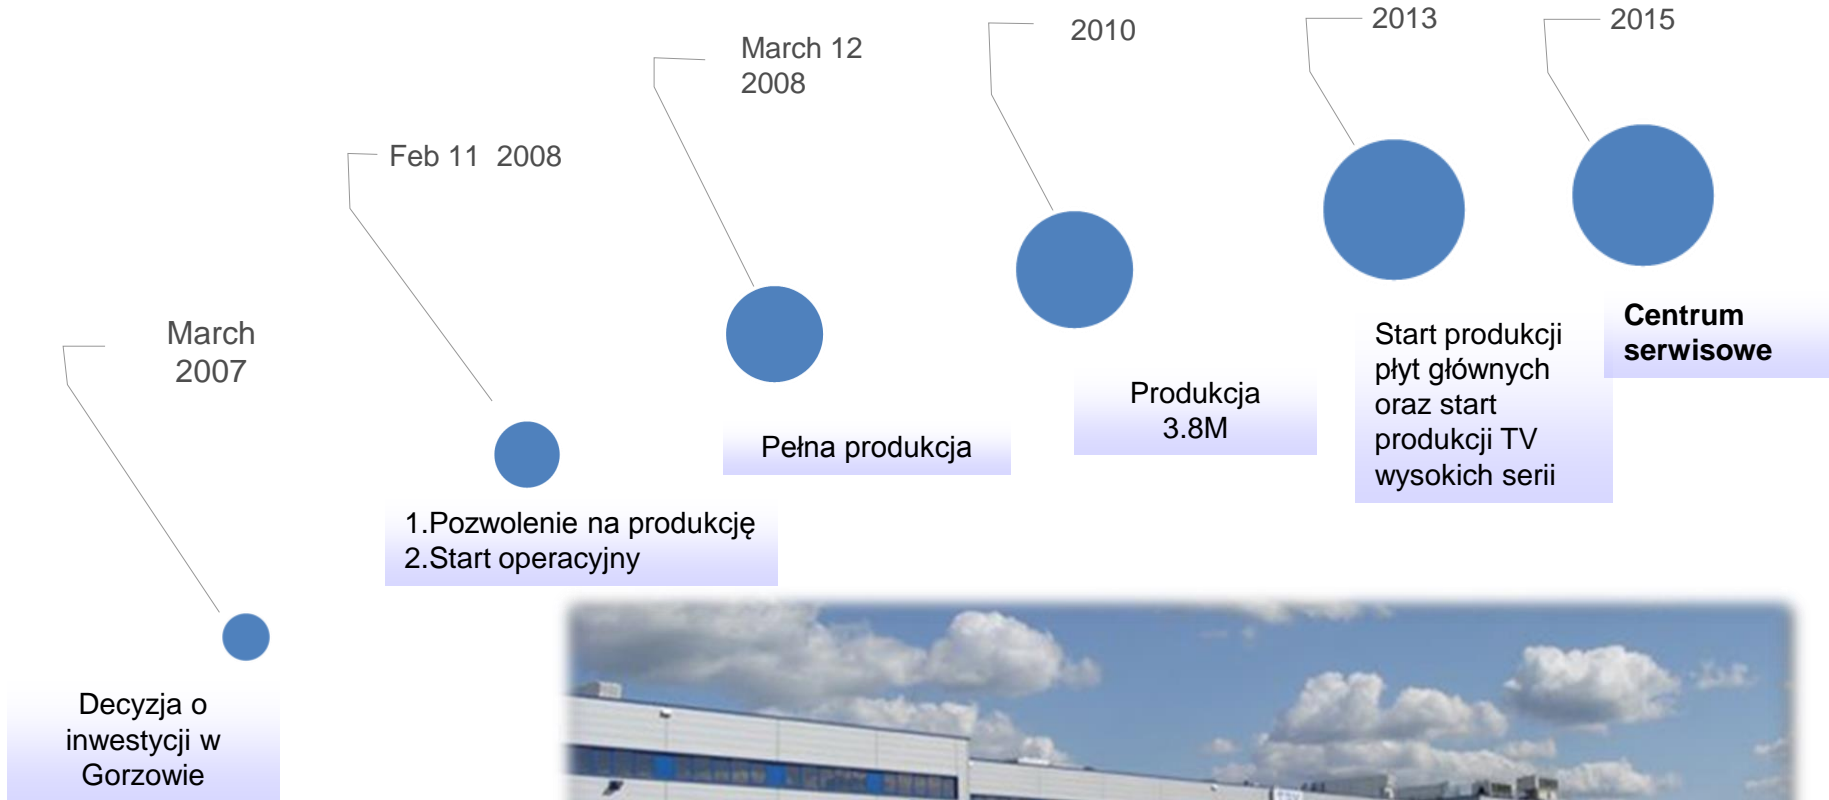 March
2007
Decyzja o
inwestycji w
Gorzowie
Feb 11 2008
1.Pozwolenie na produkcję
2.Start operacyjny
March 12
2008
Pełna produkcja
2010
Produkcja
3.8M
2013
Start produkcji
płyt głównych
oraz start
produkcji TV
wysokich serii
2015
Centrum
serwisowe